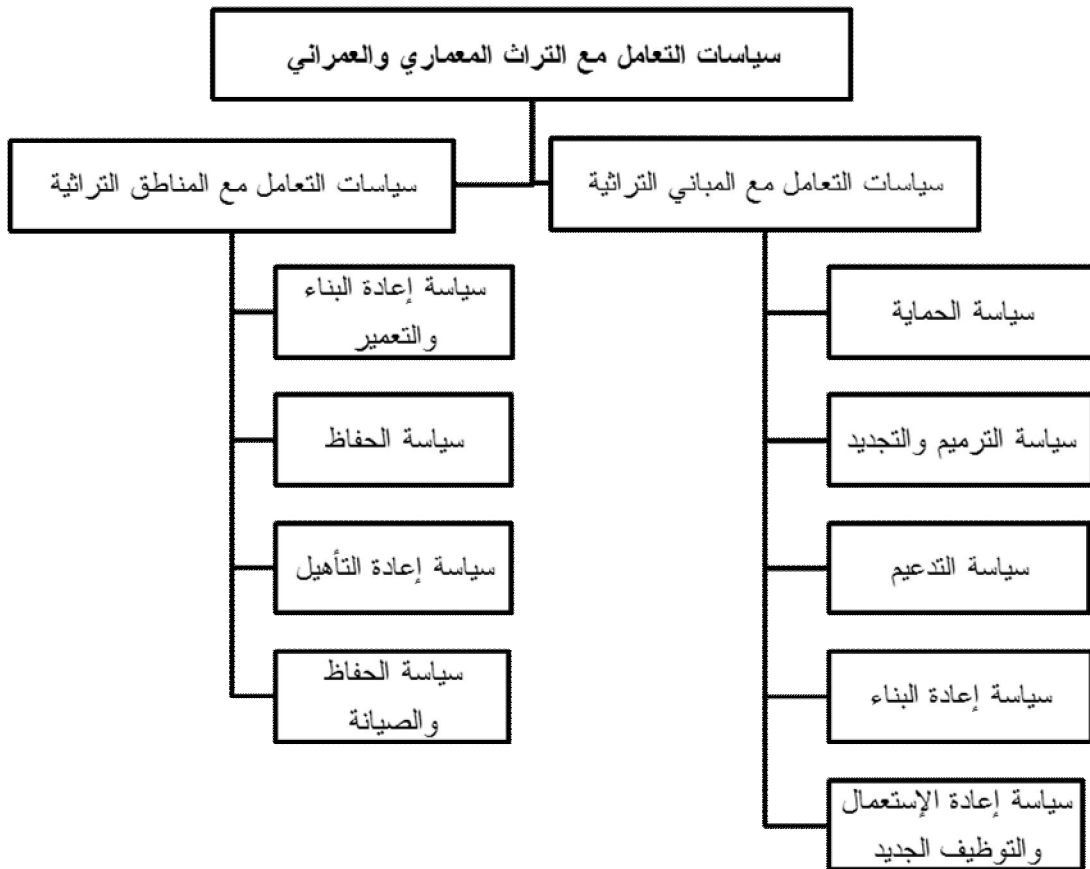 سياسات التعامل مع التراث المعماري والعمراني
سياسات التعامل مع المباني التراثية
سياسة الحماية
سياسة الترميم والتجديد
سياسة التدعيم
سياسة إعادة البناء
سياسة إعادة الإستعمال
والتوظيف الجديد
سياسات التعامل مع المناطق التراثية
سياسة إعادة البناء
والتعمير
سياسة الحفاظ
سياسة إعادة التأهيل
سياسة الحفاظ
والصيانة